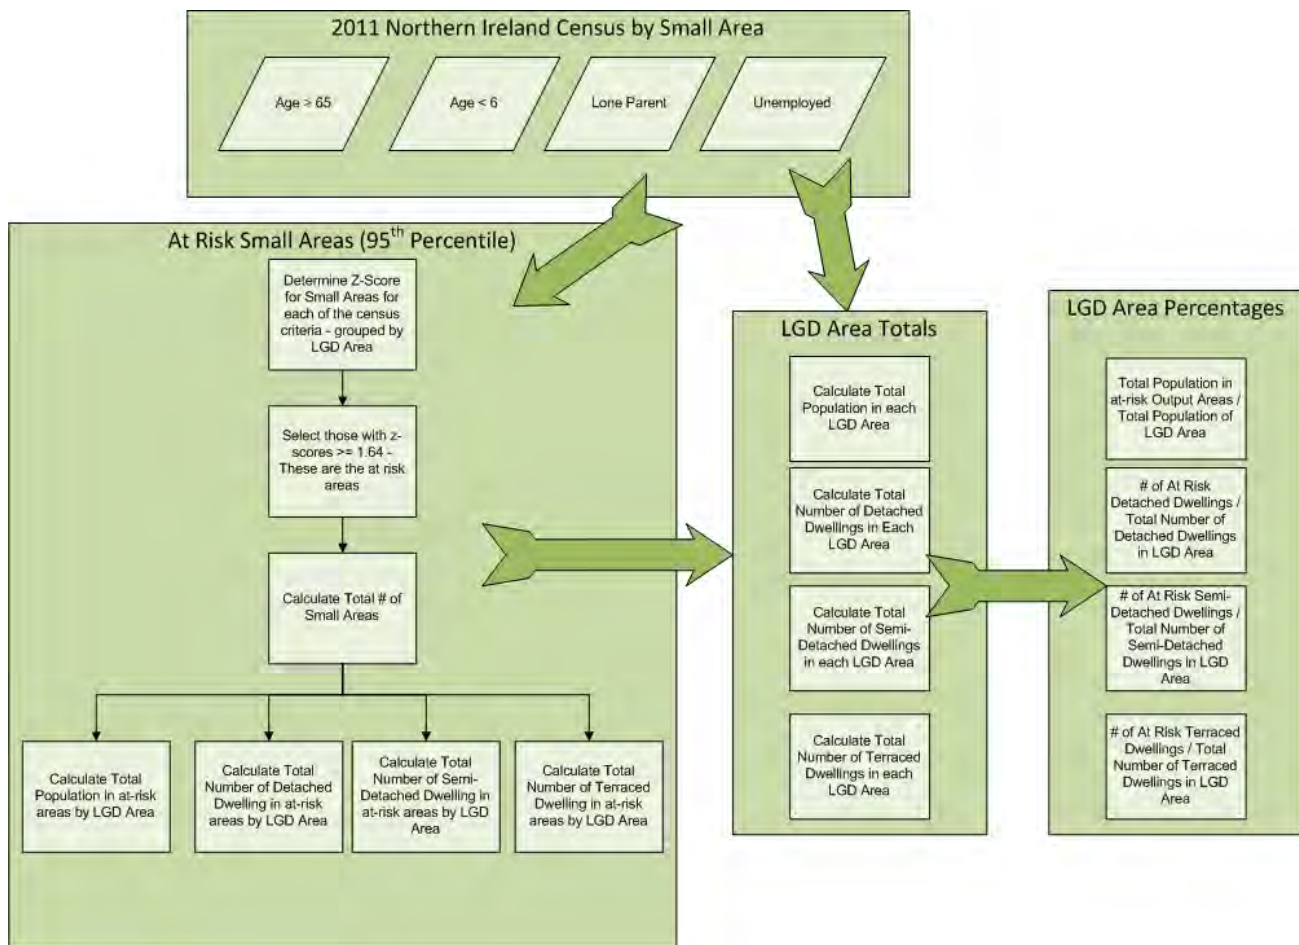 2011 Northern Ireland Census by Small Area
Age ≥ 65
Age < 6
Lone Parent
Unemployed
At Risk Small Areas (95th Percentile)
Determine Z-Score
for Small Areas for
each of the census
criteria - grouped by
LGD Area
Select those with z-
scores >= 1.64 -
These are the at risk
areas
Calculate Total # of
Small Areas
Calculate Total
Population in at-risk
areas by LGD Area
Calculate Total
Number of Detached
Dwelling in at-risk
areas by LGD Area
Calculate Total
Number of Semi-
Detached Dwelling in
at-risk areas by LGD
Area
Calculate Total
Number of Terraced
Dwelling in at-risk
areas by LGD Area
LGD Area Totals
Calculate Total
Population in each
LGD Area
Calculate Total
Number of Detached
Dwellings in Each
LGD Area
Calculate Total
Number of Semi-
Detached Dwellings
in each LGD Area
Calculate Total
Number of Terraced
Dwellings in each
LGD Area
LGD Area Percentages
Total Population in
at-risk Output Areas /
Total Population of
LGD Area
# of At Risk
Detached Dwellings /
Total Number of
Detached Dwellings
in LGD Area
# of At Risk Semi-
Detached Dwellings /
Total Number of
Semi-Detached
Dwellings in LGD
Area
# of At Risk Terraced
Dwellings / Total
Number of Terraced
Dwellings in LGD
Area